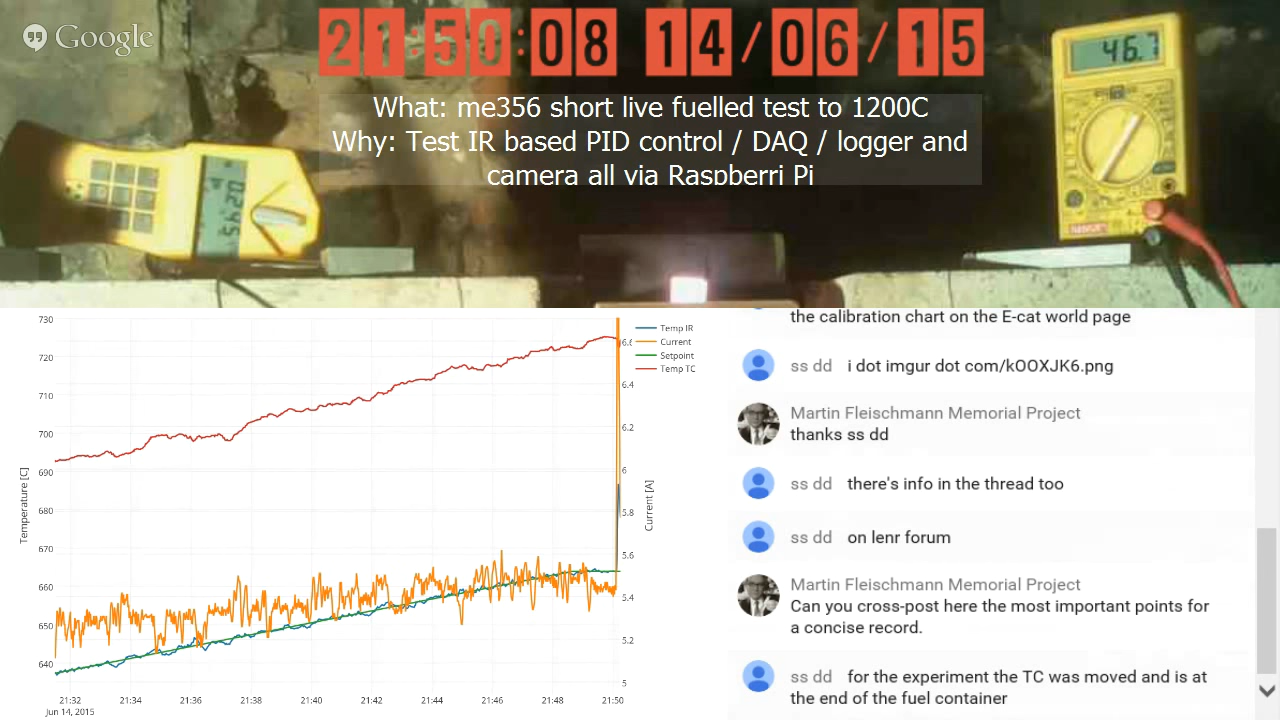 Google
21:50:08 14/06/15
46.7
What: me356 short live fuelled test to 1200C
Why: Test IR based PID control / DAQ / logger and
camera all via Raspberri Pi
730
720
710
700
690
680
670
660
650
640
Temperature [C]
21:32
21:34
21:36
21:38
21:40
21:42
21:44
21:46
21:48
21:50
Jun 14, 2015
6.6
6.4
6.2
6
5.8
5.6
5.4
5.2
5
Current [A]
Temp IR
Current
Setpoint
Temp TC
the calibration chart on the E-cat world page
ss dd i dot imgur dot com/kOOXJK6.png
Martin Fleischmann Memorial Project
thanks ss dd
ss dd there's info in the thread too
ss dd on lenr forum
Martin Fleischmann Memorial Project
Can you cross-post here the most important points for
a concise record.
ss dd for the experiment the TC was moved and is at
the end of the fuel container